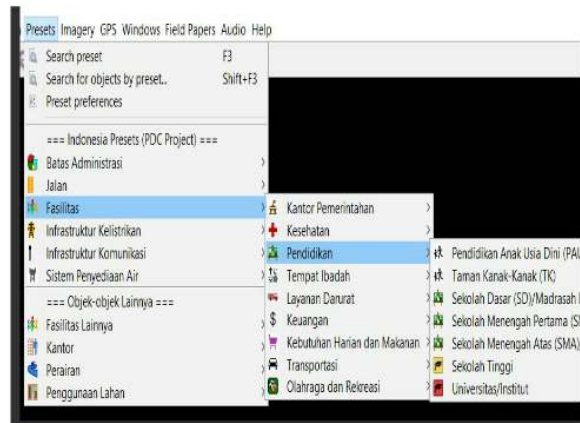 Presets Imagery GPS Windows Field Papers Audio Help
Search preset F3
Search for objects by preset.. Shift+F3
Preset preferences
=== Indonesia Presets (PDC Project) ===
Batas Administrasi
Jalan
Fasilitas
Infrastruktur Kelistrikan
Infrastruktur Komunikasi
Sistem Penyediaan Air
=== Objek-objek Lainnya ===
Fasilitas Lainnya
Kantor
Perairan
Penggunaan Lahan
Kantor Pemerintahan
Kesehatan
Pendidikan
Tempat Ibadah
Layanan Darurat
Keuangan
Kebutuhan Harian dan Makanan
Transportasi
Olahraga dan Rekreasi
Pendidikan Anak Usia Dini (PAU
Taman Kanak-Kanak (TK)
Sekolah Dasar (SD)/Madrasah
Sekolah Menengah Pertama (S
Sekolah Menengah Atas (SMA)
Sekolah Tinggi
Universitas/Institut